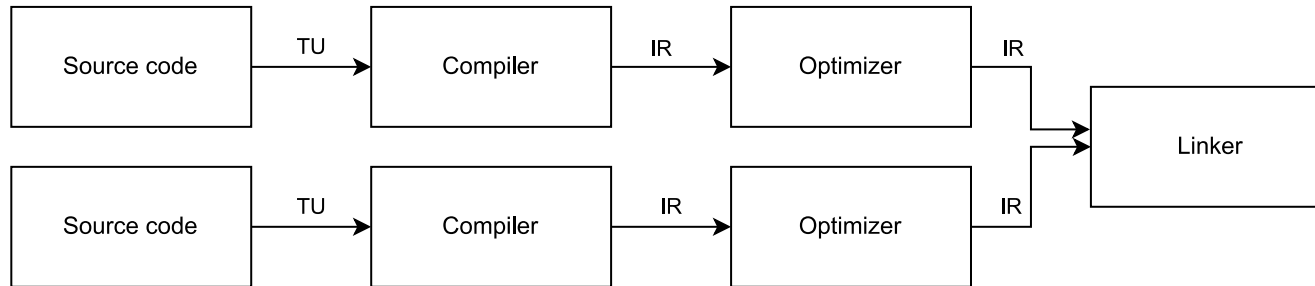 Source code
TU
Compiler
IR
Optimizer
IR
Linker
Source code
TU
Compiler
IR
Optimizer
IR